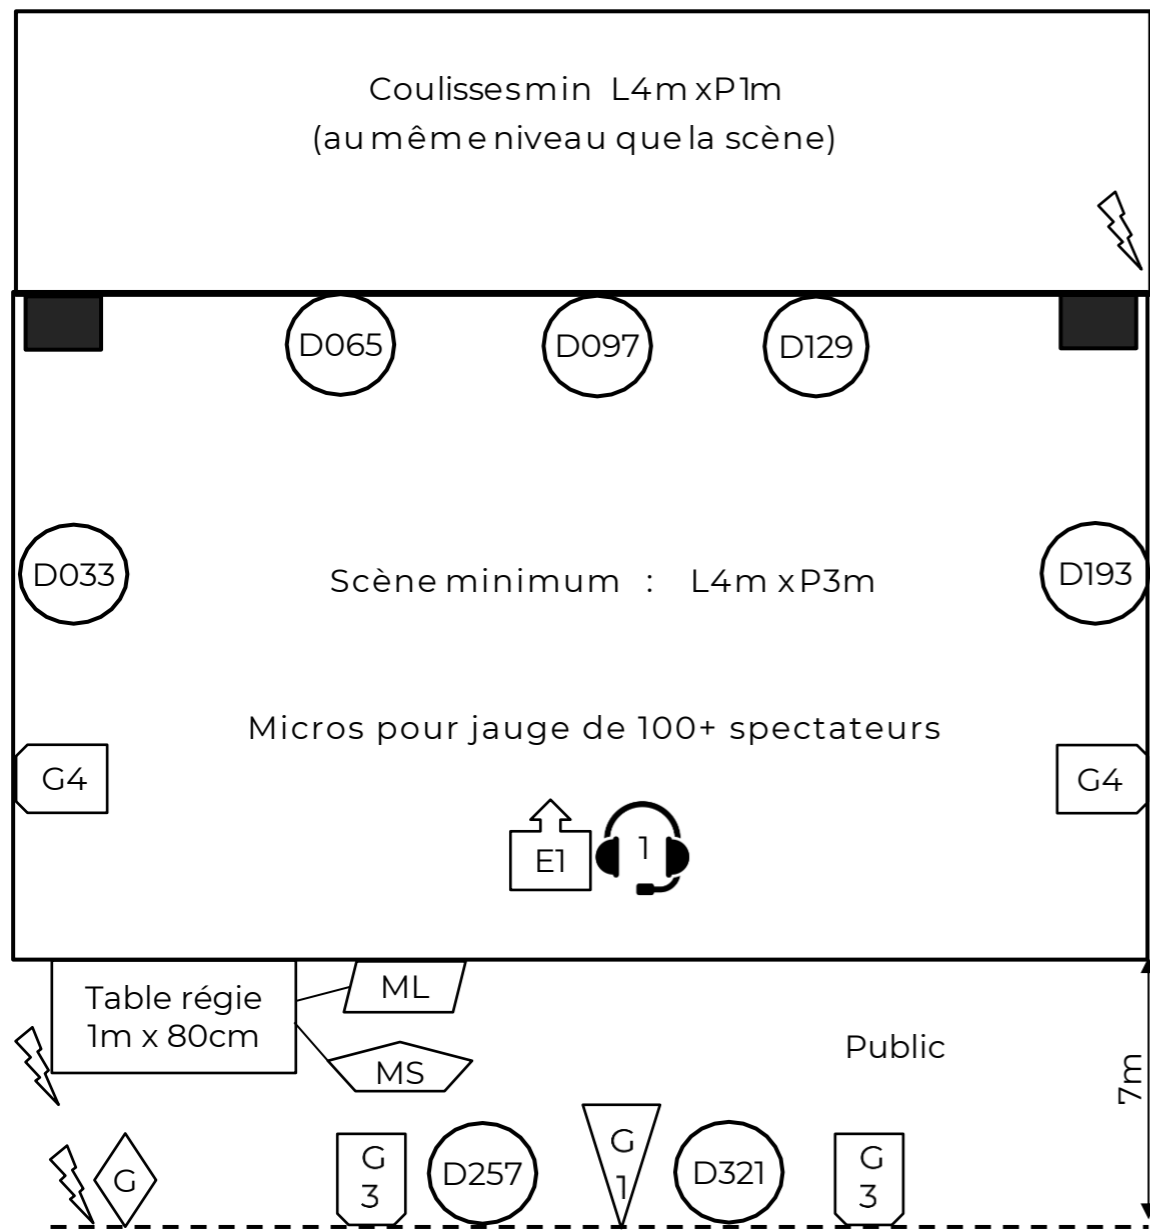 Coulisses min L4m xP1m
(au même niveau que la scène)
D065
D097
D129
D033
Scène minimum : L4m xP3m
D193
Micros pour jauge de 100+ spectateurs
G4
G4
E1
1
Table régie
1m x 80cm
ML
MS
Public
7m
G
G
3
D257
G
1
D321
G
3